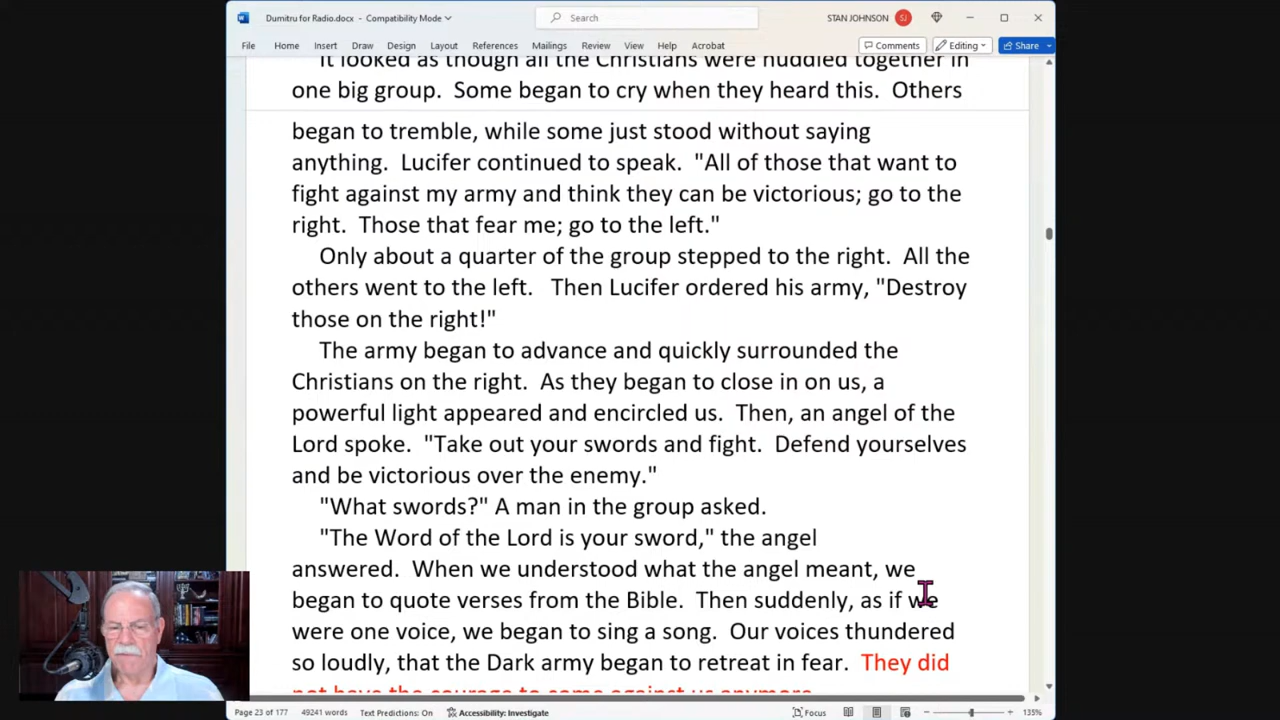 Dumitru for Radio.docx - Compatibility Mode
Search
STAN JOHNSON
SJ
File Home Insert Draw Design Layout References Mailings Review View Help Acrobat
Comments Editing Share
It looked as though all the Christians were huddled together in
one big group. Some began to cry when they heard this. Others
began to tremble, while some just stood without saying
anything. Lucifer continued to speak. "All of those that want to
fight against my army and think they can be victorious; go to the
right. Those that fear me; go to the left."
Only about a quarter of the group stepped to the right. All the
others went to the left. Then Lucifer ordered his army, "Destroy
those on the right!"
The army began to advance and quickly surrounded the
Christians on the right. As they began to close in on us, a
powerful light appeared and encircled us. Then, an angel of the
Lord spoke. "Take out your swords and fight. Defend yourselves
and be victorious over the enemy."
"What swords?" A man in the group asked.
"The Word of the Lord is your sword," the angel
answered. When we understood what the angel meant, we
began to quote verses from the Bible. Then suddenly, as if we
were one voice, we began to sing a song. Our voices thundered
so loudly, that the Dark army began to retreat in fear. They did
not have the courage to come against us anymore.
Page 23 of 177 49241 words Text Predictions: On Accessibility: Investigate Focus 135%